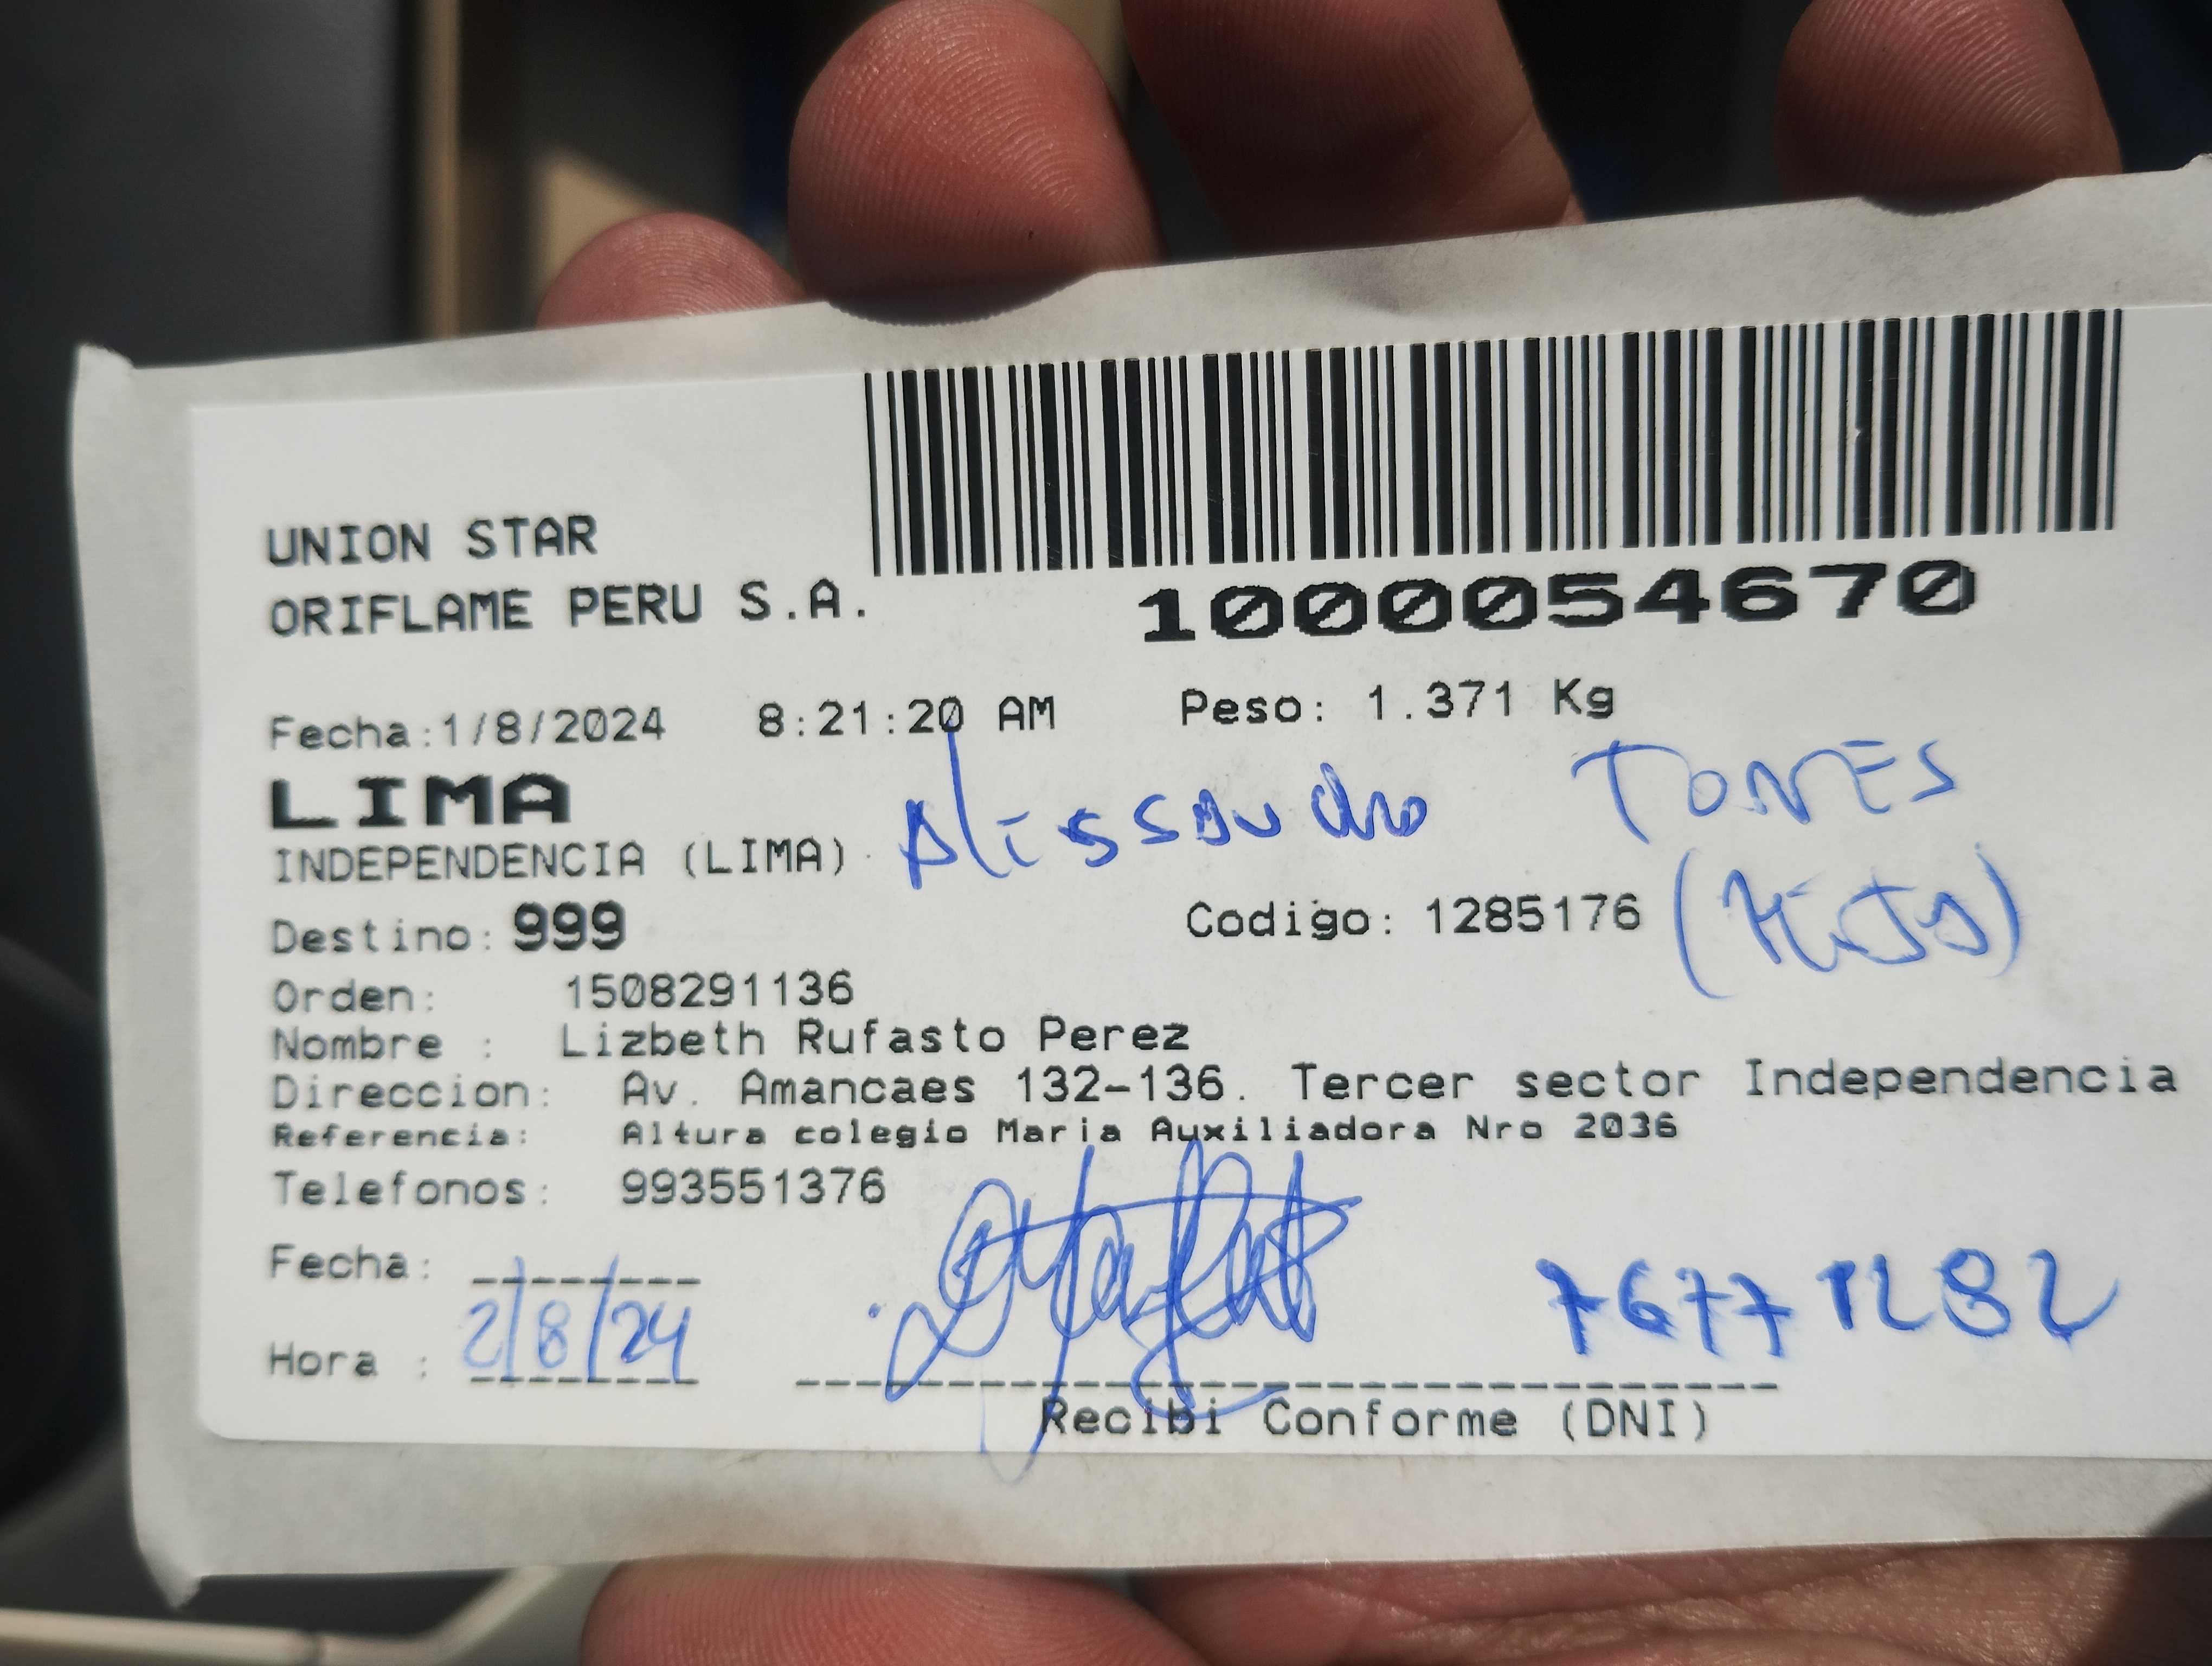 UNION STAR
ORIFLAME PERU S.A.
1000054670
Fecha:1/8/2024 8:21:20 AM Peso: 1.371 Kg
LIMA
INDEPENDENCIA (LIMA)
Alessandro Torres
Destino: 999 Codigo: 1285176
Orden: 1508291136
Nombre : Lizbeth Rufasto Perez
Direccion: Av. Amancaes 132-136. Tercer sector Independencia
Referencia: Altura colegio Maria Auxiliadora Nro 2036
Telefonos: 993551376
Fecha:
2/8/24
Hora :
Recibi Conforme (DNI)